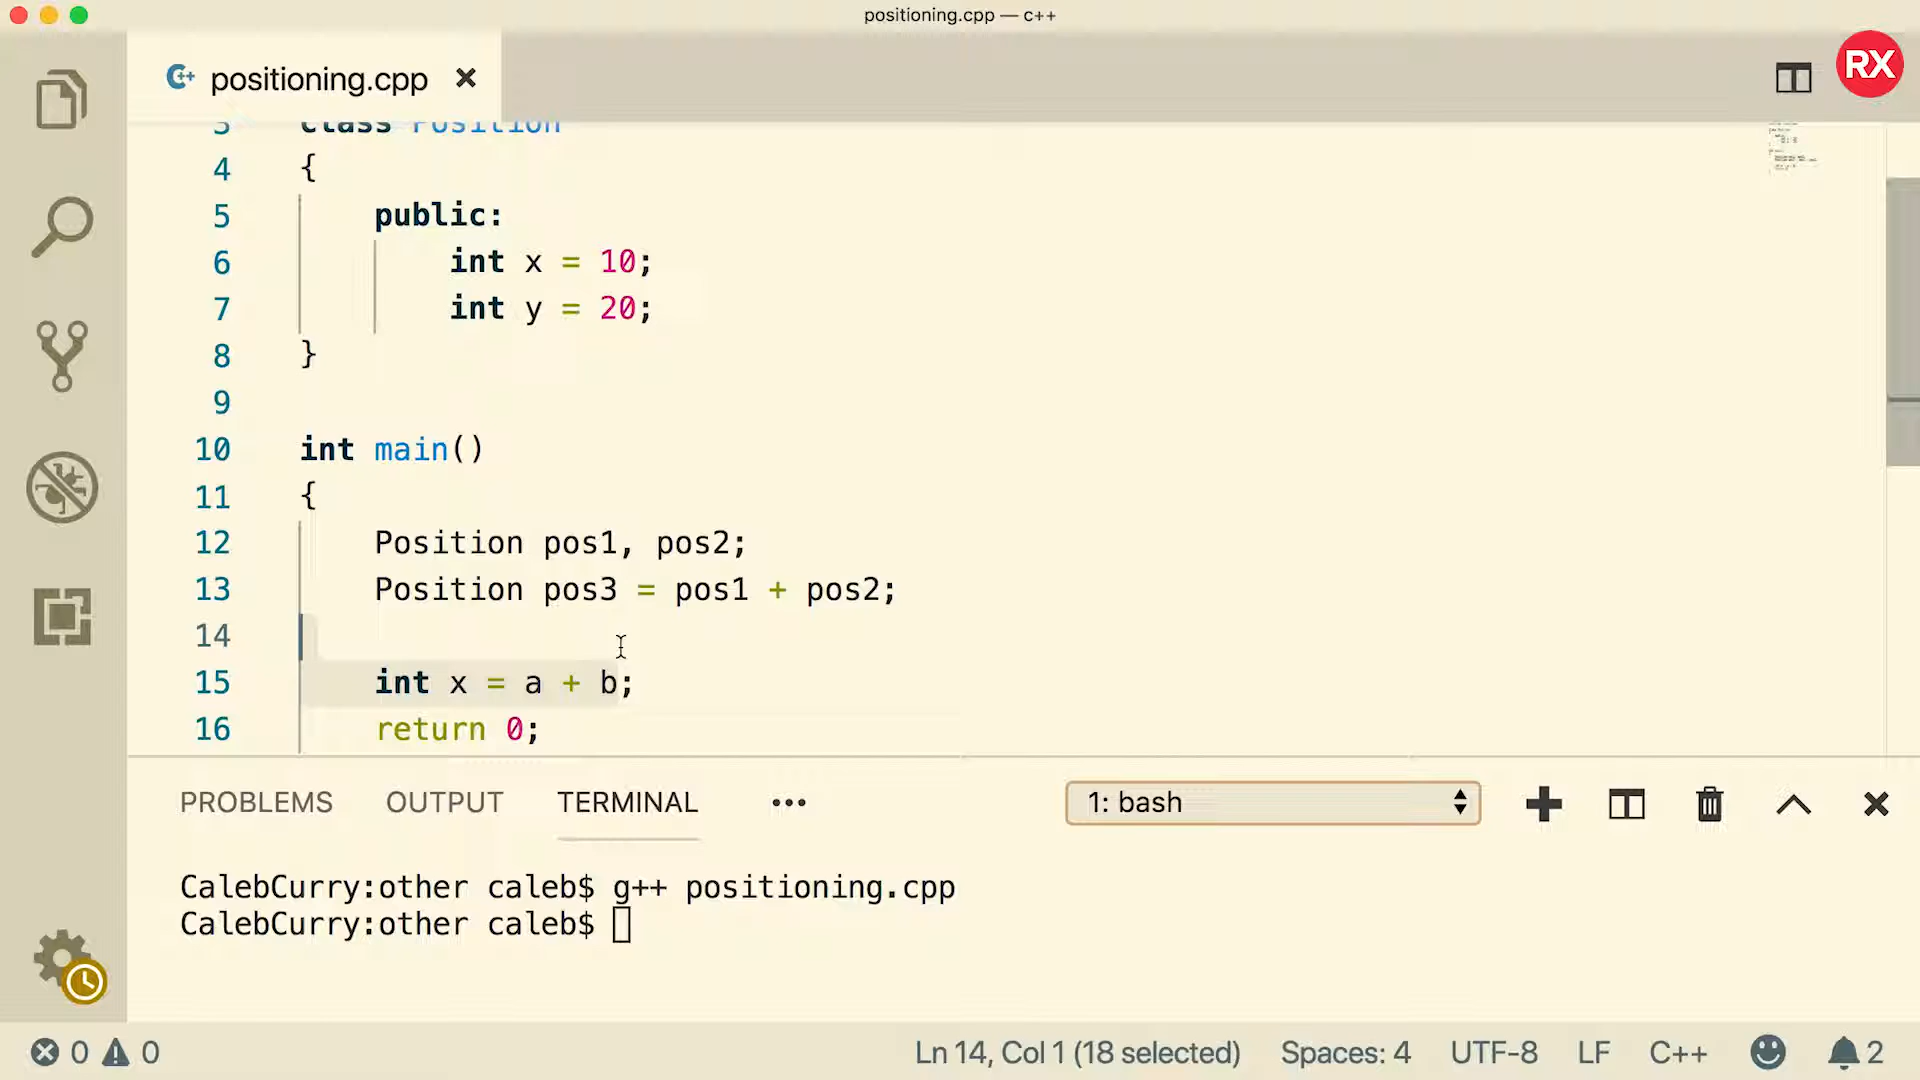 positioning.cpp — c++
positioning.cpp
RX
3 class Position
4 {
5 public:
6 int x = 10;
7 int y = 20;
8 }
9
10 int main()
11 {
12 Position pos1, pos2;
13 Position pos3 = pos1 + pos2;
14
15 int x = a + b;
16 return 0;
PROBLEMS OUTPUT TERMINAL ••• 1: bash
CalebCurry:other caleb$ g++ positioning.cpp
CalebCurry:other caleb$
0 0 Ln 14, Col 1 (18 selected) Spaces: 4 UTF-8 LF C++ 2